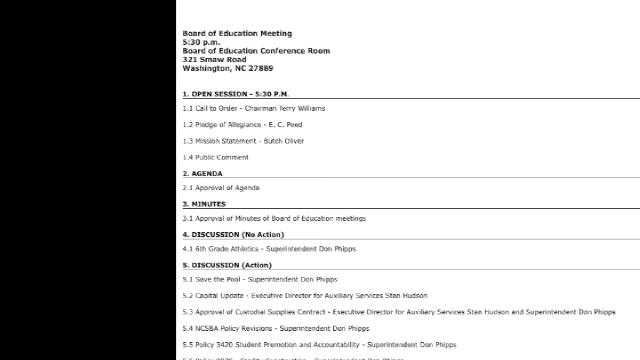 Board of Education Meeting
5:30 p.m.
Board of Education Conference Room
321 Smaw Road
Washington, NC 27889
1. OPEN SESSION - 5:30 P.M.
1.1 Call to Order - Chairman Terry Williams
1.2 Pledge of Allegiance - E. C. Peed
1.3 Mission Statement - Butch Oliver
1.4 Public Comment
2. AGENDA
2.1 Approval of Agenda
3. MINUTES
3.1 Approval of Minutes of Board of Education meetings
4. DISCUSSION (No Action)
4.1 6th Grade Athletics - Superintendent Don Phipps
5. DISCUSSION (Action)
5.1 Save the Pool - Superintendent Don Phipps
5.2 Capital Update - Executive Director for Auxiliary Services Stan Hudson
5.3 Approval of Custodial Supplies Contract - Executive Director for Auxiliary Services Stan Hudson and Superintendent Don Phipps
5.4 NCSBA Policy Revisions - Superintendent Don Phipps
5.5 Policy 3420 Student Promotion and Accountability - Superintendent Don Phipps